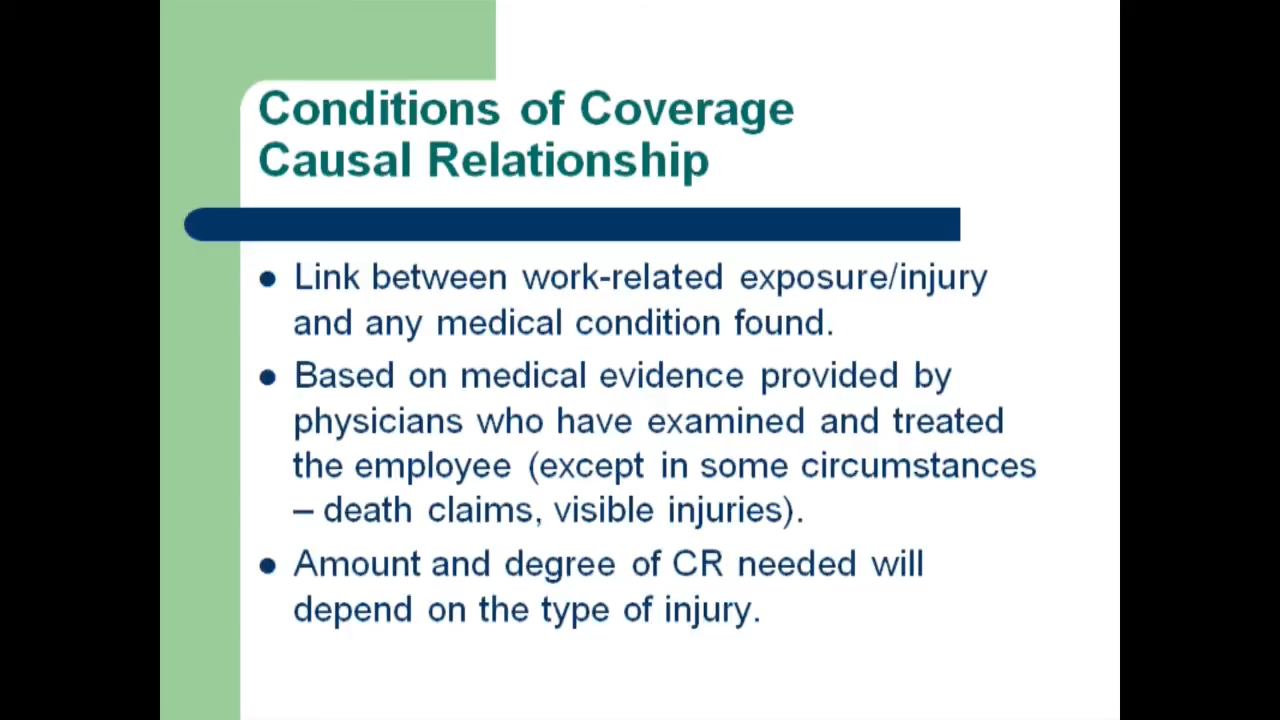 Conditions of Coverage
Causal Relationship
● Link between work-related exposure/injury
and any medical condition found.
● Based on medical evidence provided by
physicians who have examined and treated
the employee (except in some circumstances
– death claims, visible injuries).
● Amount and degree of CR needed will
depend on the type of injury.